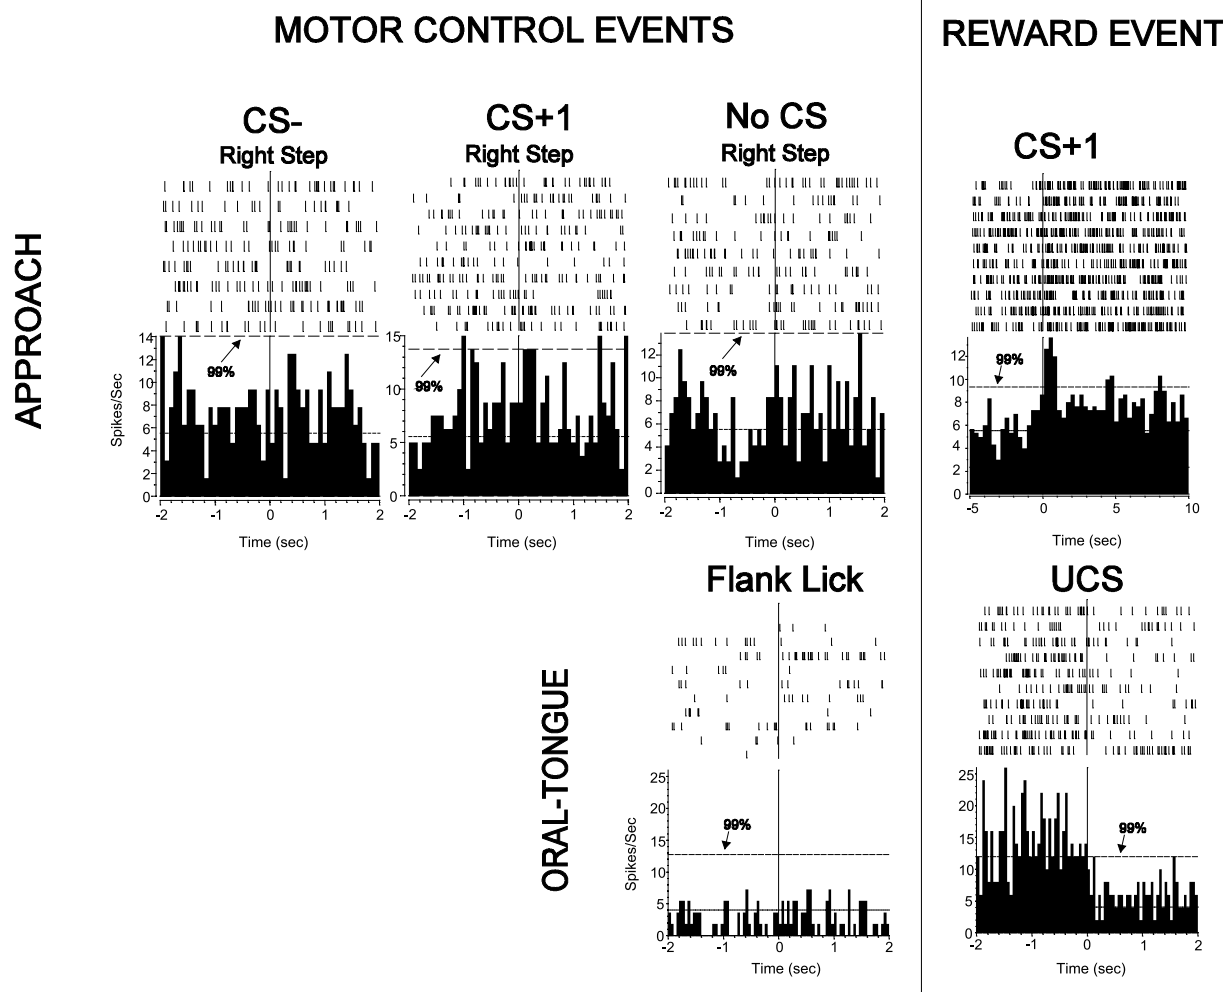 MOTOR CONTROL EVENTS
REWARD EVENT
APPROACH
CS-
Right Step
CS+1
Right Step
No CS
Right Step
CS+1
99%
14
12
10
8
6
4
2
0
Spikes/Sec
-2 -1 0 1 2
Time (sec)
99%
15
10
5
0
-2 -1 0 1 2
Time (sec)
99%
12
10
8
6
4
2
0
-2 -1 0 1 2
Time (sec)
99%
12
10
8
6
4
2
0
-5 0 5 10
Time (sec)
ORAL-TONGUE
Flank Lick
99%
25
20
15
10
5
0
Spikes/Sec
-2 -1 0 1 2
Time (sec)
UCS
99%
25
20
15
10
5
0
-2 -1 0 1 2
Time (sec)